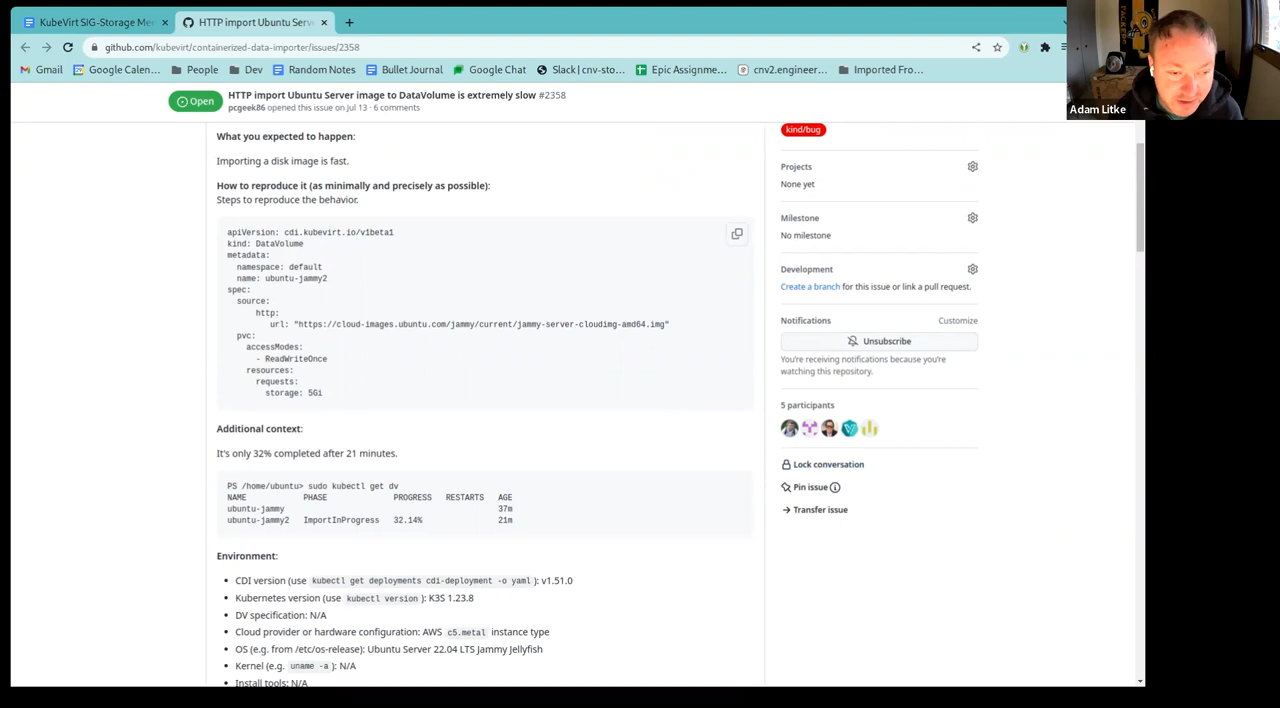 KubeVirt SIG-Storage Me
HTTP import Ubuntu Serve
github.com/kubevirt/containerized-data-importer/issues/2358
Gmail
Google Calen...
People
Dev
Random Notes
Bullet Journal
Google Chat
Slack | cnv-sto...
Epic Assignme...
cnv2.engineer...
Imported Fro...
Adam Litke
Open
HTTP import Ubuntu Server image to DataVolume is extremely slow #2358
pcgeek86 opened this issue on Jul 13 · 6 comments
What you expected to happen:
Importing a disk image is fast.
How to reproduce it (as minimally and precisely as possible):
Steps to reproduce the behavior.
apiVersion: cdi.kubevirt.io/v1beta1
kind: DataVolume
metadata:
namespace: default
name: ubuntu-jammy2
spec:
source:
http:
url: "https://cloud-images.ubuntu.com/jammy/current/jammy-server-cloudimg-amd64.img"
pvc:
accessModes:
- ReadWriteOnce
resources:
requests:
storage: 5Gi
Additional context:
It's only 32% completed after 21 minutes.
PS /home/ubuntu> sudo kubectl get dv
NAME PHASE PROGRESS RESTARTS AGE
ubuntu-jammy 37m
ubuntu-jammy2 ImportInProgress 32.14% 21m
Environment:
CDI version (use kubectl get deployments cdi-deployment -o yaml): v1.51.0
Kubernetes version (use kubectl version): K3S 1.23.8
DV specification: N/A
Cloud provider or hardware configuration: AWS c5.metal instance type
OS (e.g. from /etc/os-release): Ubuntu Server 22.04 LTS Jammy Jellyfish
Kernel (e.g. uname -a): N/A
Install tools: N/A
kind/bug
Projects
None yet
Milestone
No milestone
Development
Create a branch for this issue or link a pull request.
Notifications
Customize
Unsubscribe
You're receiving notifications because you're
watching this repository.
5 participants
Lock conversation
Pin issue
Transfer issue